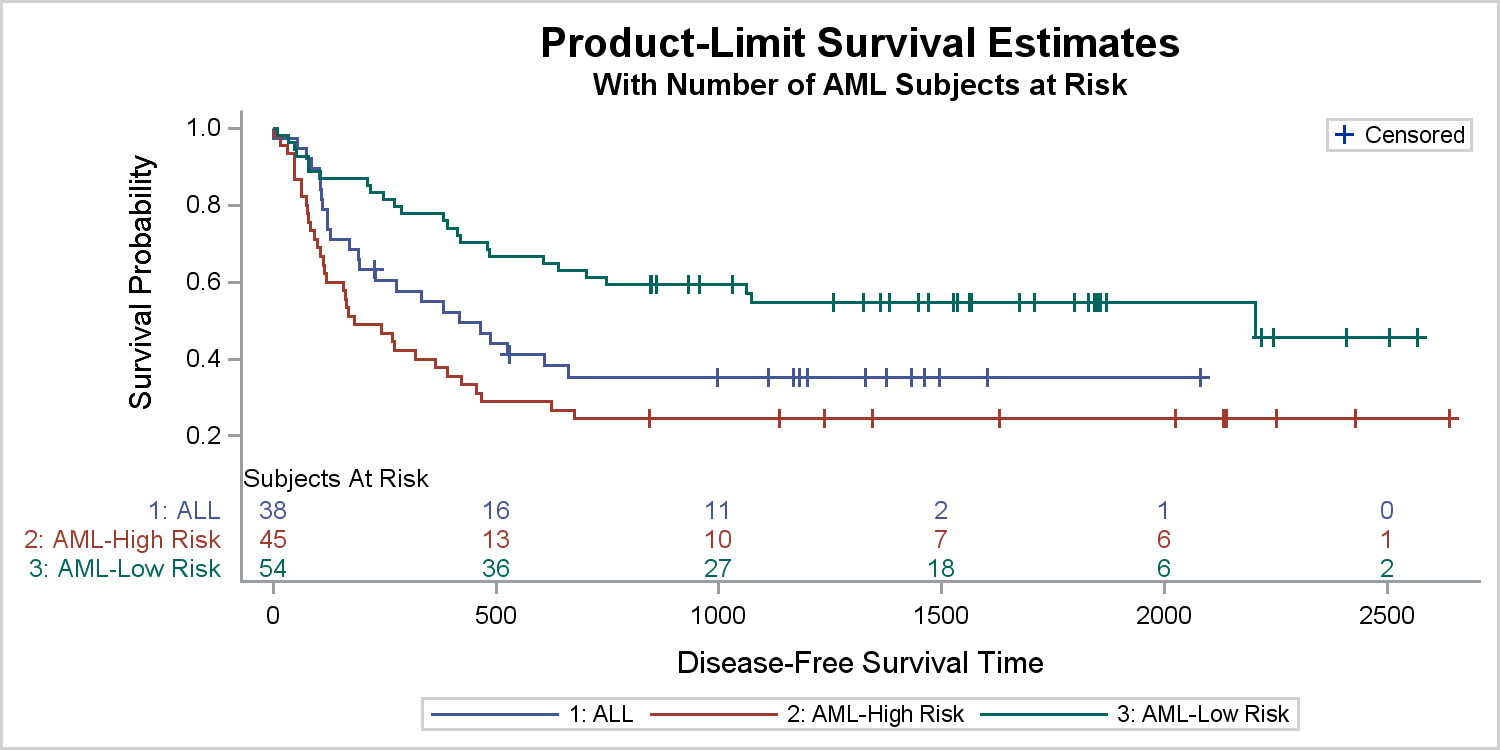 Product-Limit Survival Estimates
With Number of AML Subjects at Risk
Censored
Survival Probability
1.0
0.8
0.6
0.4
0.2
Subjects At Risk
1: ALL 38 16 11 2 1 0
2: AML-High Risk 45 13 10 7 6 1
3: AML-Low Risk 54 36 27 18 6 2
0 500 1000 1500 2000 2500
Disease-Free Survival Time
1: ALL 2: AML-High Risk 3: AML-Low Risk